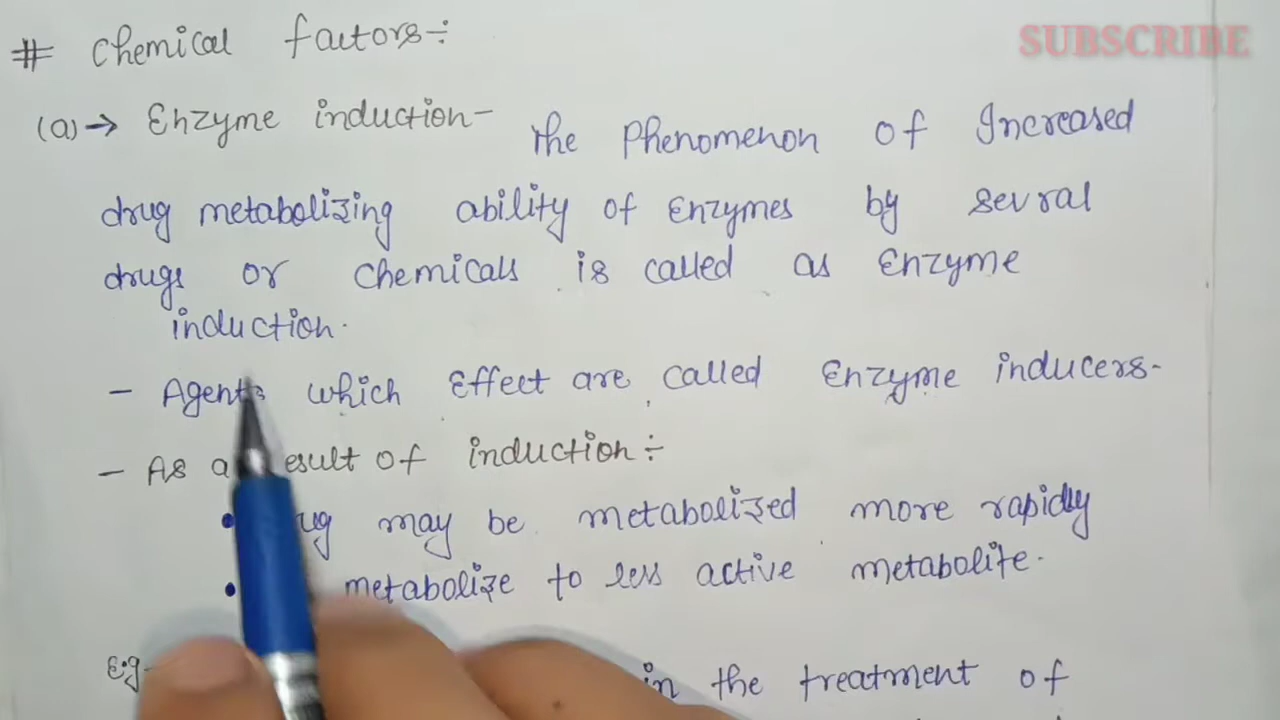 SUBSCRIBE
# Chemical factors÷
(a)→ Enzyme induction- The Phenomenon of Increased
drug metabolizing ability of Enzymes by sevral
drugs or chemicals is called as Enzyme
induction.
- Agents which Effect are called Enzyme inducers.
- As a result of induction÷
• may be metabolized more rapidly
• metabolize to less active metabolite.
Eg- in the treatment of